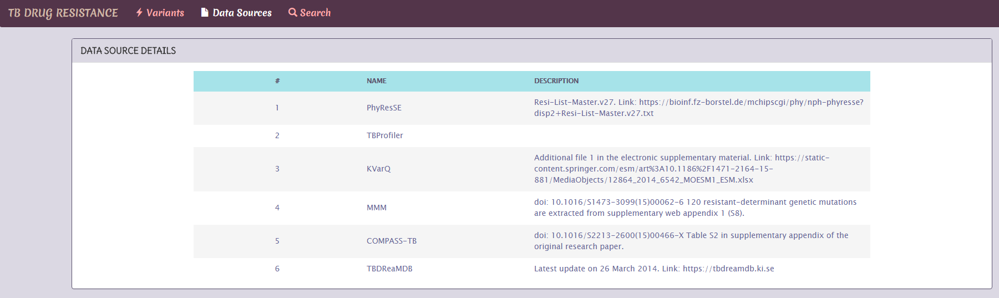 TB DRUG RESISTANCE Variants Data Sources Search
DATA SOURCE DETAILS
# NAME DESCRIPTION
1 PhyResSE Resi-List-Master.v27. Link: https://bioinf.fz-borstel.de/mchipscgi/phy/nph-phyresse?
disp2+Resi-List-Master.v27.txt
2 TBProfiler
3 KVarQ Additional file 1 in the electronic supplementary material. Link: https://static-
content.springer.com/esm/art%3A10.1186%2F1471-2164-15-
881/MediaObjects/12864_2014_6542_MOESM1_ESM.xlsx
4 MMM doi: 10.1016/S1473-3099(15)00062-6 120 resistant-determinant genetic mutations
are extracted from supplementary web appendix 1 (S8).
5 COMPASS-TB doi: 10.1016/S2213-2600(15)00466-X Table S2 in supplementary appendix of the
original research paper.
6 TBDReaMDB Latest update on 26 March 2014. Link: https://tbdreamdb.ki.se